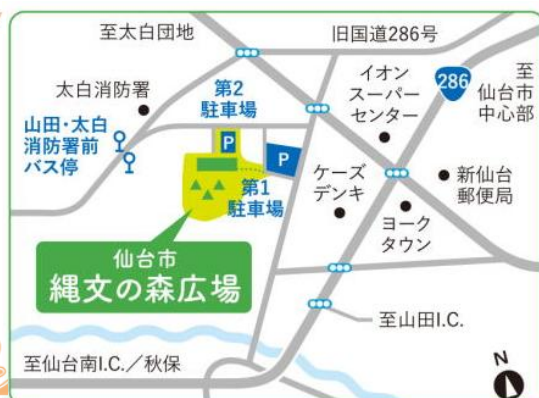 至太白団地
旧国道286号
太白消防署
第2
駐車場
イオン
スーパー
センター
286
至
仙台市
中心部
山田・太白
消防署前
バス停
P
P
第1
駐車場
ケーズ
デンキ
新仙台
郵便局
ヨーク
タウン
仙台市
縄文の森広場
至山田I.C.
至仙台南I.C.／秋保
N